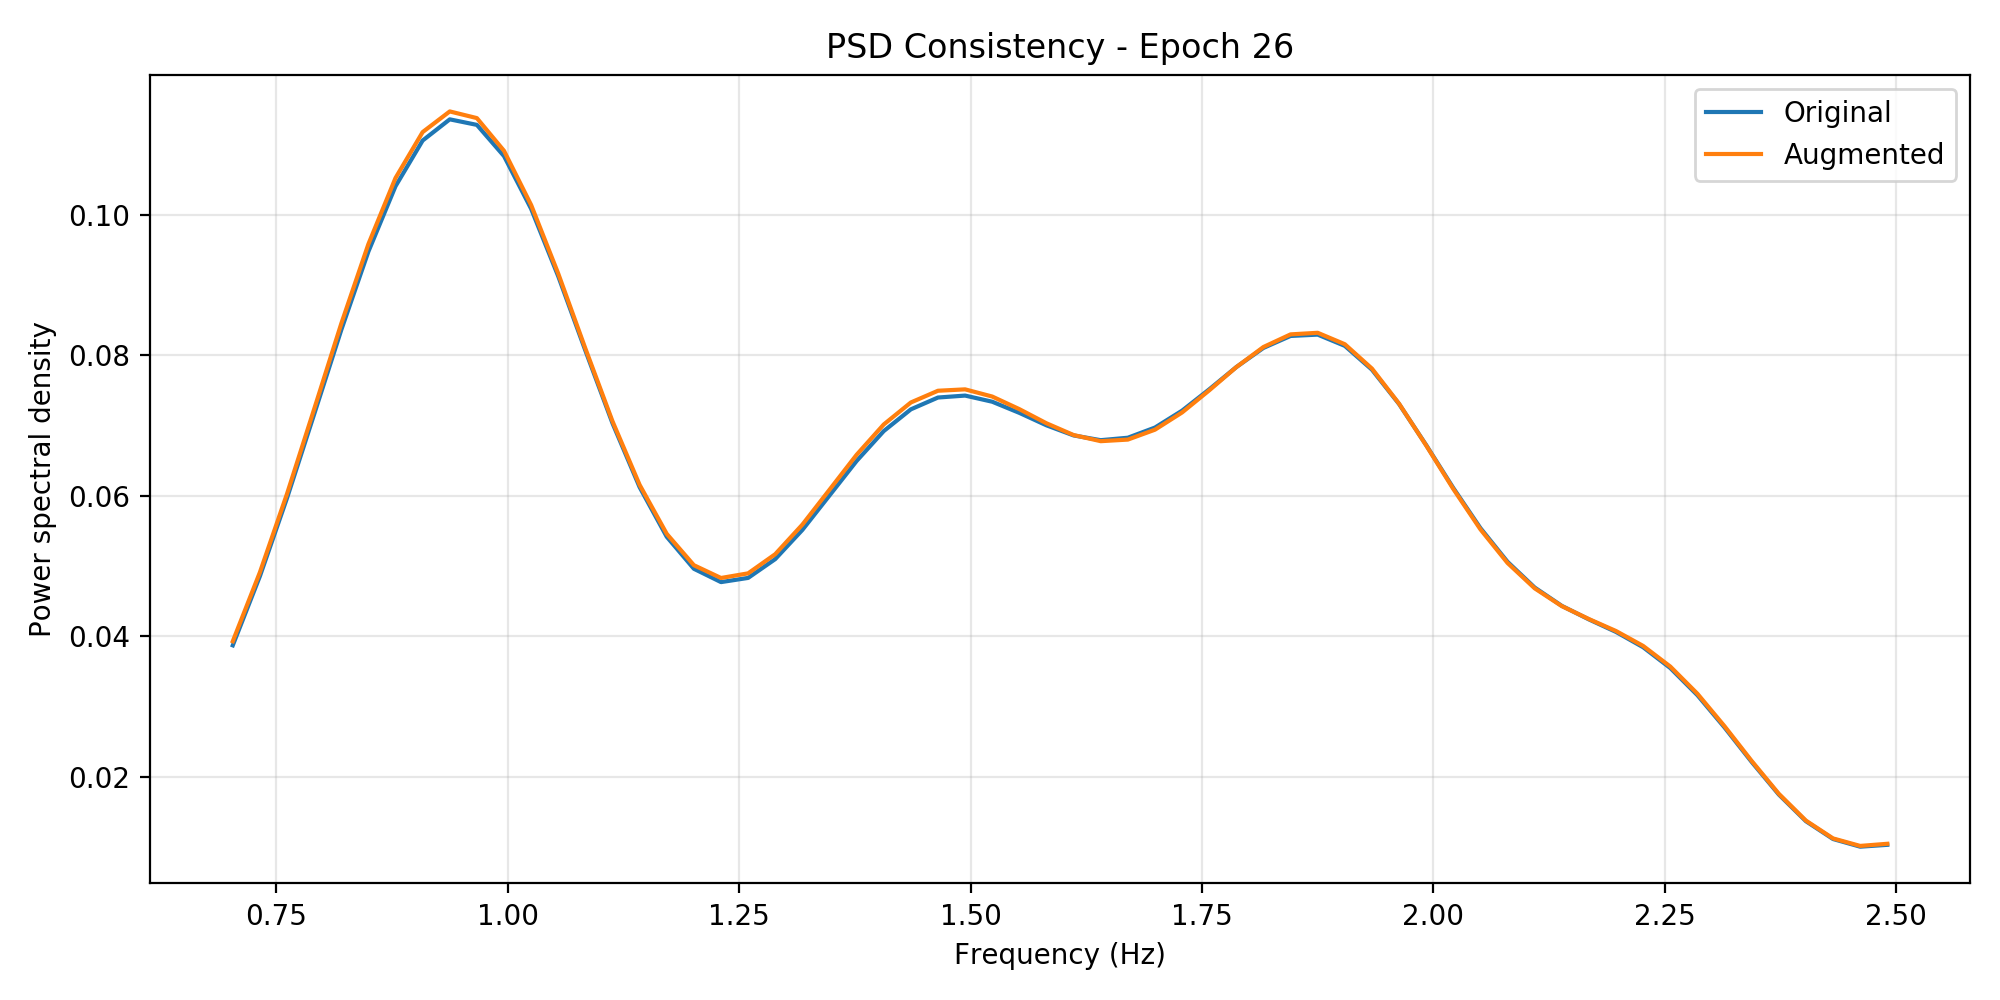 PSD Consistency - Epoch 26
Original
Augmented
Power spectral density
0.10
0.08
0.06
0.04
0.02
0.75 1.00 1.25 1.50 1.75 2.00 2.25 2.50
Frequency (Hz)